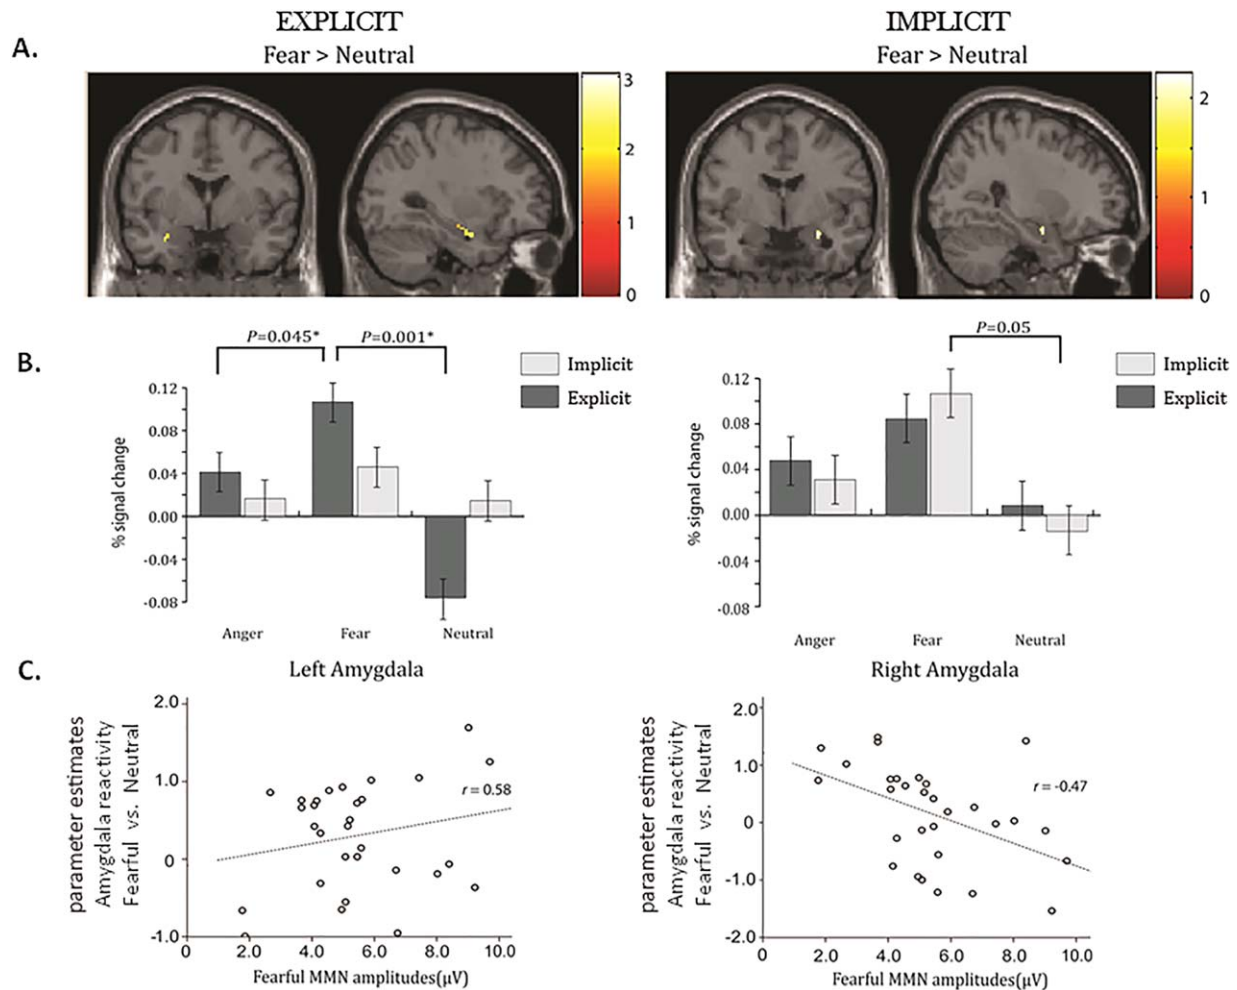 EXPLICIT
Fear > Neutral
IMPLICIT
Fear > Neutral
A.
3
2
1
0
2
1
0
B.
P=0.045*
P=0.001*
Implicit
Explicit
0.12
0.08
0.04
0.00
-0.04
-0.08
% signal change
Anger
Fear
Neutral
P=0.05
Implicit
Explicit
0.12
0.08
0.04
0.00
-0.04
-0.08
% signal change
Anger
Fear
Neutral
C.
Left Amygdala
parameter estimates
Amygdala reactivity
Fearful vs. Neutral
2.0
1.0
0
-1.0
r = 0.58
0
2.0
4.0
6.0
8.0
10.0
Fearful MMN amplitudes(μV)
Right Amygdala
parameter estimates
Amygdala reactivity
Fearful vs. Neutral
2.0
1.0
0
-1.0
-2.0
r = -0.47
0
2.0
4.0
6.0
8.0
10.0
Fearful MMN amplitudes(μV)